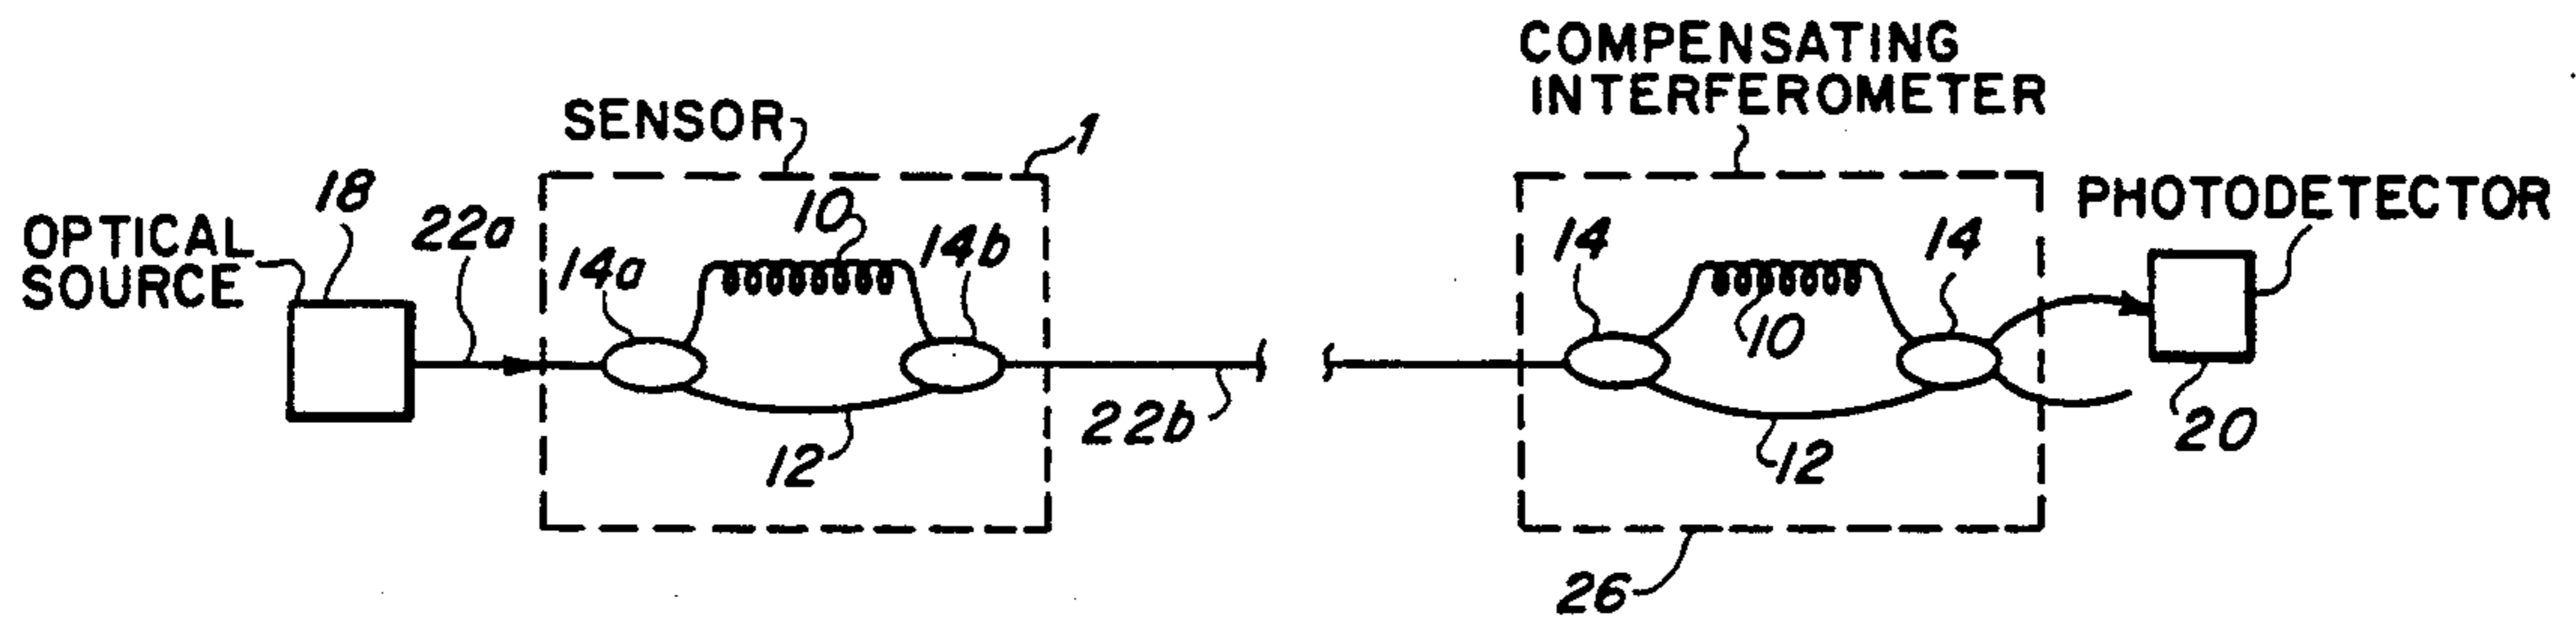 COMPENSATING
INTERFEROMETER
SENSOR
1
PHOTODETECTOR
18
OPTICAL
SOURCE
22a
14a
10
14b
14
10
14
12
22b
12
20
26